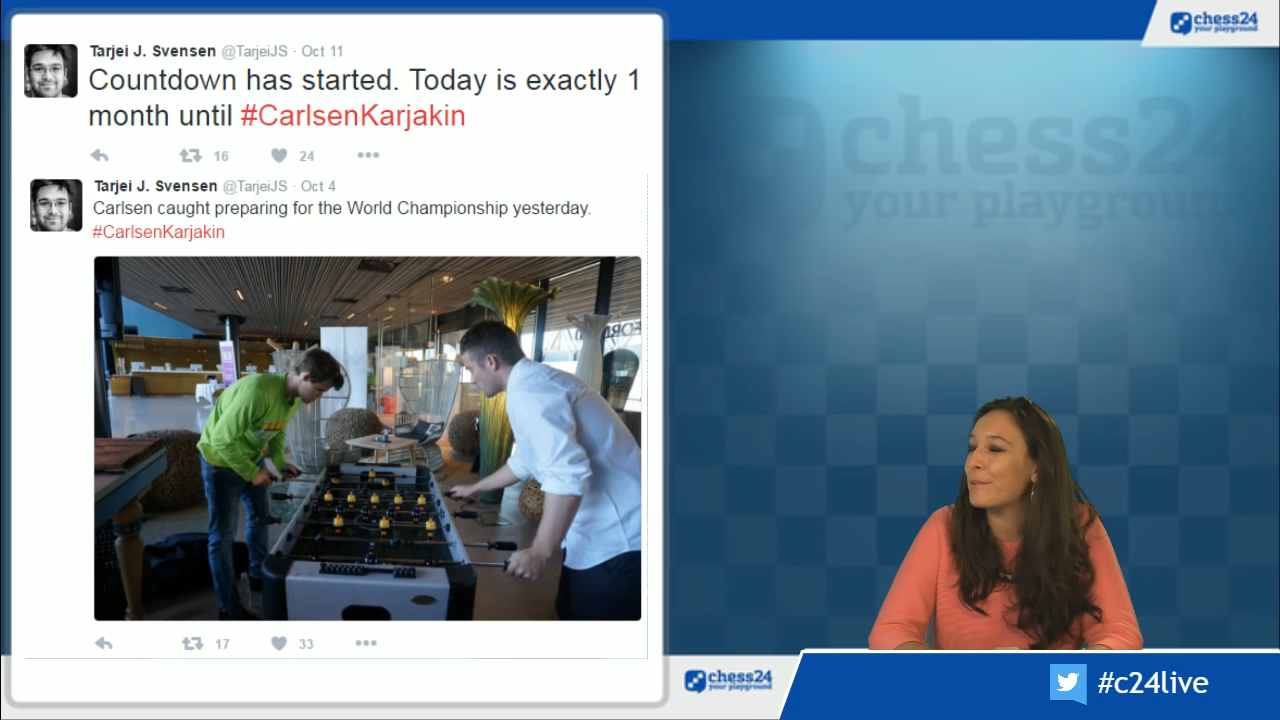 Tarjei J. Svensen @TarjeiJS · Oct 11
Countdown has started. Today is exactly 1
month until #CarlsenKarjakin
16 24
Tarjei J. Svensen @TarjeiJS · Oct 4
Carlsen caught preparing for the World Championship yesterday.
#CarlsenKarjakin
17 33
chess24
your playground
chess24
your playground
chess24
your playground
#c24live